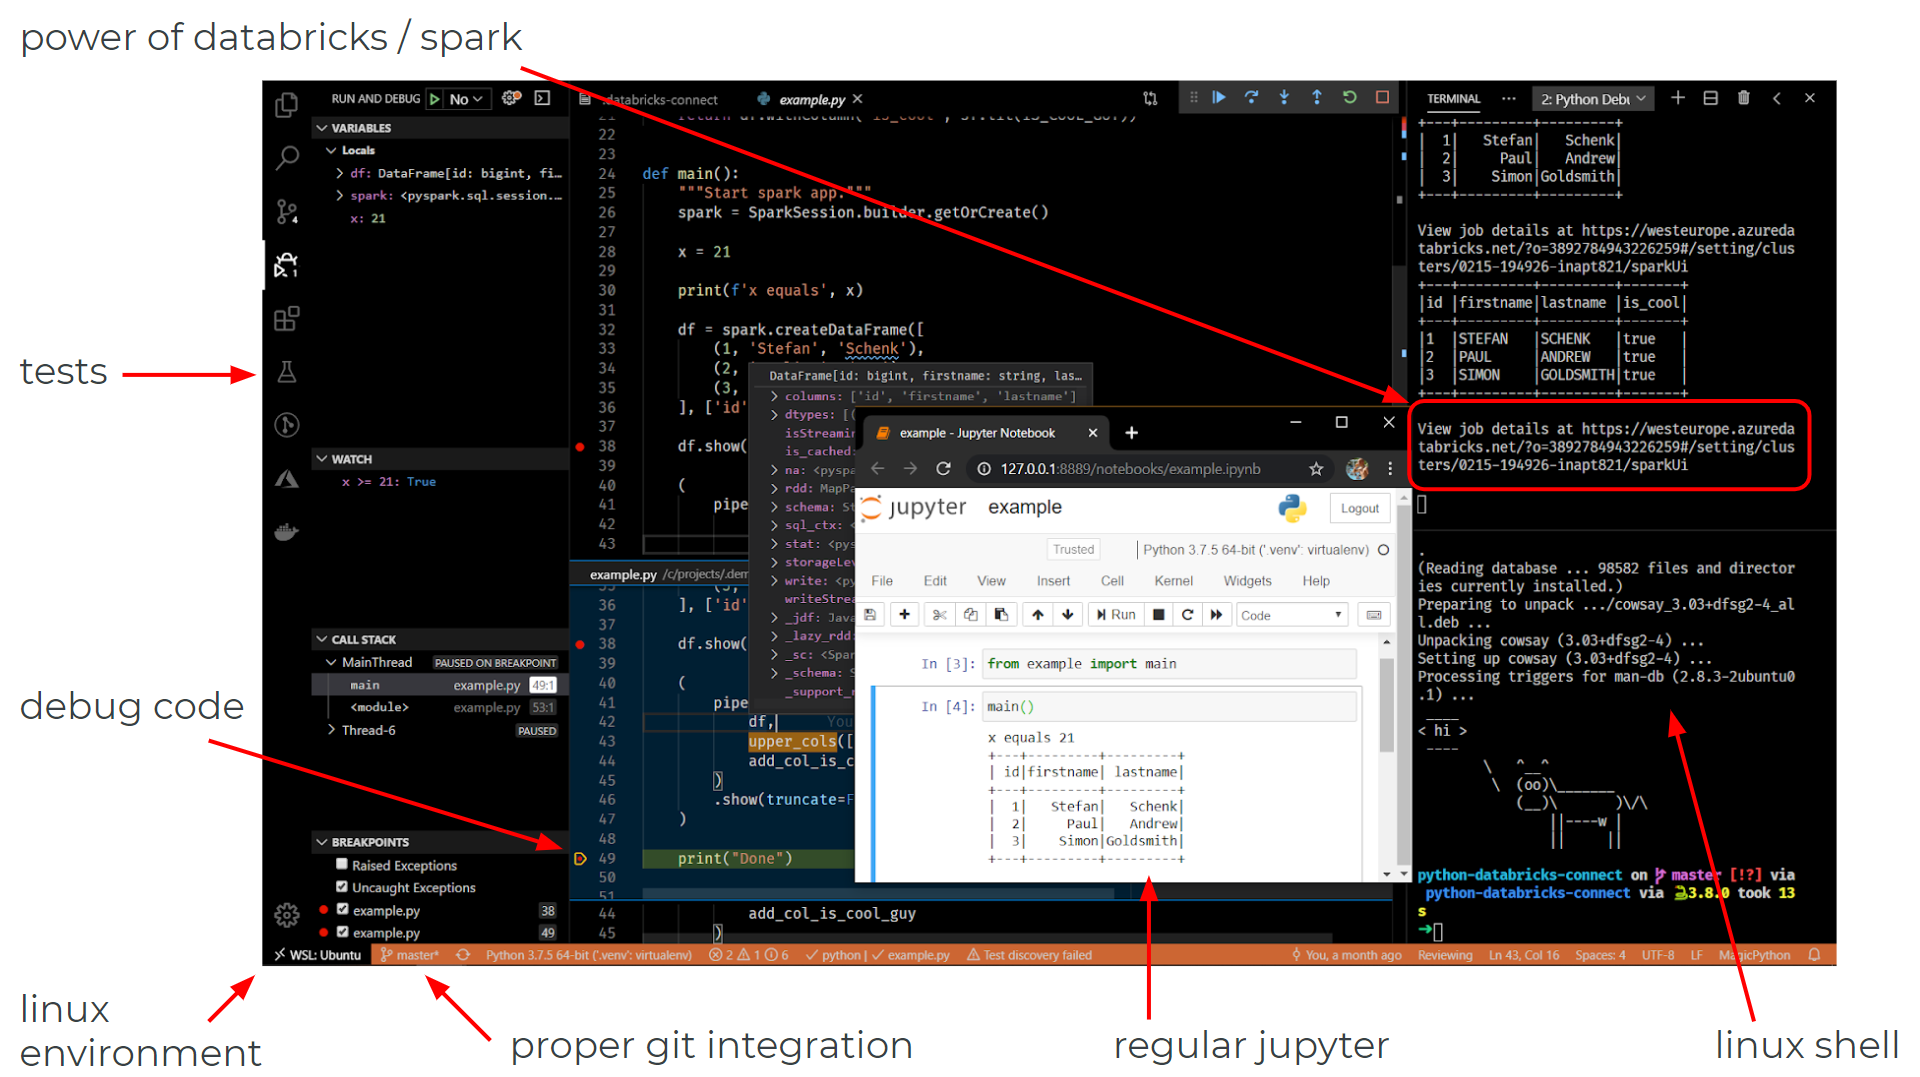 power of databricks / spark
RUN AND DEBUG No
VARIABLES
Locals
df: DataFrame[id: bigint, fi...
spark: <pyspark.sql.session....
x: 21
tests
WATCH
x >= 21: True
CALL STACK
MainThread PAUSED ON BREAKPOINT
main example.py 49:1
<module> example.py 53:1
Thread-6 PAUSED
debug code
BREAKPOINTS
Raised Exceptions
Uncaught Exceptions
example.py 38
example.py 49
databricks-connect example.py
22
23
24 def main():
25 """Start spark app."""
26 spark = SparkSession.builder.getOrCreate()
27
28 x = 21
29
30 print(f'x equals', x)
31
32 df = spark.createDataFrame([
33 (1, 'Stefan', 'Schenk'),
34 (2,
35 (3,
36 ], ['id'
37
38 df.show(
39
40 (
41 pipe
42
43
DataFrame[id: bigint, firstname: string, las...
columns: ['id', 'firstname', 'lastname']
dtypes: [(
isStreamin
is_cached:
na: <pyspa
rdd: MapPa
schema: St
sql_ctx: <
stat: <pys
storageLev
write: <py
writeStrea
_jdf: Java
_lazy_rdd:
_sc: <Spar
_schema: S
_support_r
example.py /c/projects/.dem
36 ], ['id'
37
38 df.show(
39
40 (
41 pipe
42 df, You
43 upper_cols([
44 add_col_is_c
45 )
46 .show(truncate=F
47 )
48
49 print("Done")
50
51
44 add_col_is_cool_guy
45 )
example - Jupyter Notebook
127.0.0.1:8889/notebooks/example.ipynb
jupyter example Logout
Trusted Python 3.7.5 64-bit ('.venv': virtualenv)
File Edit View Insert Cell Kernel Widgets Help
Run Code
In [3]: from example import main
In [4]: main()
x equals 21
+---+---------+---------+
| id|firstname| lastname|
+---+---------+---------+
| 1| Stefan| Schenk|
| 2| Paul| Andrew|
| 3| Simon|Goldsmith|
+---+---------+---------+
TERMINAL ... 2: Python Debu
+---+---------+---------+
| 1| Stefan| Schenk|
| 2| Paul| Andrew|
| 3| Simon|Goldsmith|
+---+---------+---------+
View job details at https://westeurope.azureda
tabricks.net/?o=3892784943226259#/setting/clus
ters/0215-194926-inapt821/sparkUi
+---+---------+---------+-------+
|id |firstname|lastname |is_cool|
+---+---------+---------+-------+
|1 |STEFAN |SCHENK |true |
|2 |PAUL |ANDREW |true |
|3 |SIMON |GOLDSMITH|true |
+---+---------+---------+-------+
View job details at https://westeurope.azureda
tabricks.net/?o=3892784943226259#/setting/clus
ters/0215-194926-inapt821/sparkUi
.
(Reading database ... 98582 files and director
ies currently installed.)
Preparing to unpack .../cowsay_3.03+dfsg2-4_al
l.deb ...
Unpacking cowsay (3.03+dfsg2-4) ...
Setting up cowsay (3.03+dfsg2-4) ...
Processing triggers for man-db (2.8.3-2ubuntu0
.1) ...
____
< hi >
----
\ ^__^
\ (oo)\_______
(__)\ )\/\
||----w |
|| ||
python-databricks-connect on master [!?] via
python-databricks-connect via 3.8.0 took 13
s
WSL: Ubuntu master* Python 3.7.5 64-bit ('.venv': virtualenv) 2 1 6 python | example.py Test discovery failed You, a month ago Reviewing Ln 43, Col 16 Spaces: 4 UTF-8 LF MagicPython
linux
environment
proper git integration
regular jupyter
linux shell